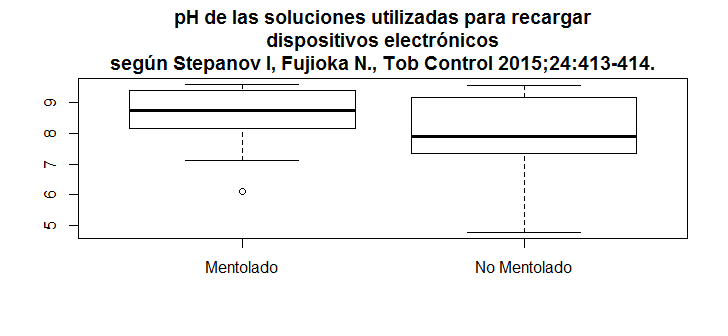 pH de las soluciones utilizadas para recargar
dispositivos electrónicos
según Stepanov I, Fujioka N., Tob Control 2015;24:413-414.
9
8
7
6
5
Mentolado
No Mentolado